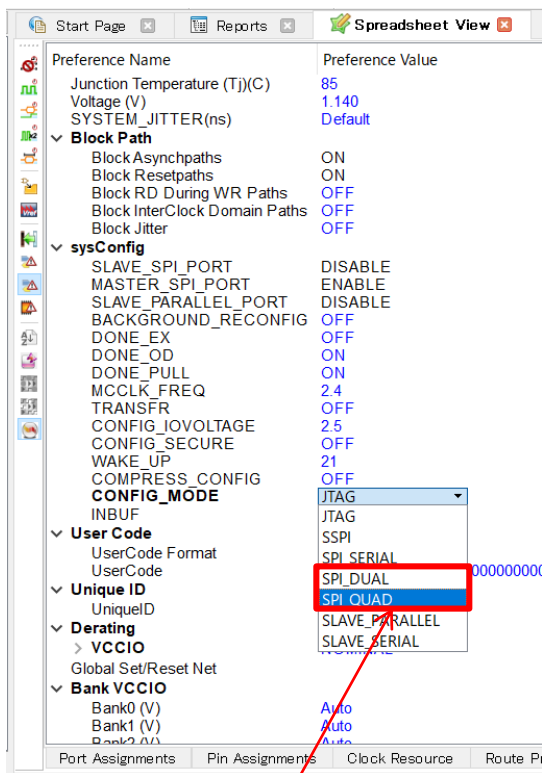 Start Page Reports Spreadsheet View
Preference Name Preference Value
Junction Temperature (Tj)(C) 85
Voltage (V) 1.140
SYSTEM_JITTER(ns) Default
Block Path
Block Asynchpaths ON
Block Resetpaths ON
Block RD During WR Paths OFF
Block InterClock Domain Paths OFF
Block Jitter OFF
sysConfig
SLAVE_SPI_PORT DISABLE
MASTER_SPI_PORT ENABLE
SLAVE_PARALLEL_PORT DISABLE
BACKGROUND_RECONFIG OFF
DONE_EX OFF
DONE_OD ON
DONE_PULL ON
MCCLK_FREQ 2.4
TRANSFR OFF
CONFIG_IOVOLTAGE 2.5
CONFIG_SECURE OFF
WAKE_UP 21
COMPRESS_CONFIG OFF
CONFIG_MODE JTAG
INBUF JTAG
SSPI
User Code
UserCode Format SPI_SERIAL
UserCode SPI_DUAL
Unique ID SPI_QUAD
UniqueID SLAVE_PARALLEL
Derating SLAVE_SERIAL
VCCIO
Global Set/Reset Net
Bank VCCIO
Bank0 (V) Auto
Bank1 (V) Auto
Bank2 (V) Auto
Port Assignments Pin Assignments Clock Resource Route